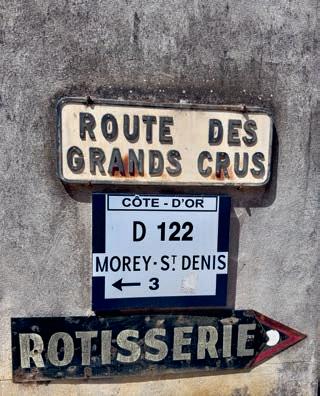 ROUTE DES
GRANDS CRUS
CÔTE - D'OR
D 122
MOREY-ST DENIS
← 3
ROTISSERIE